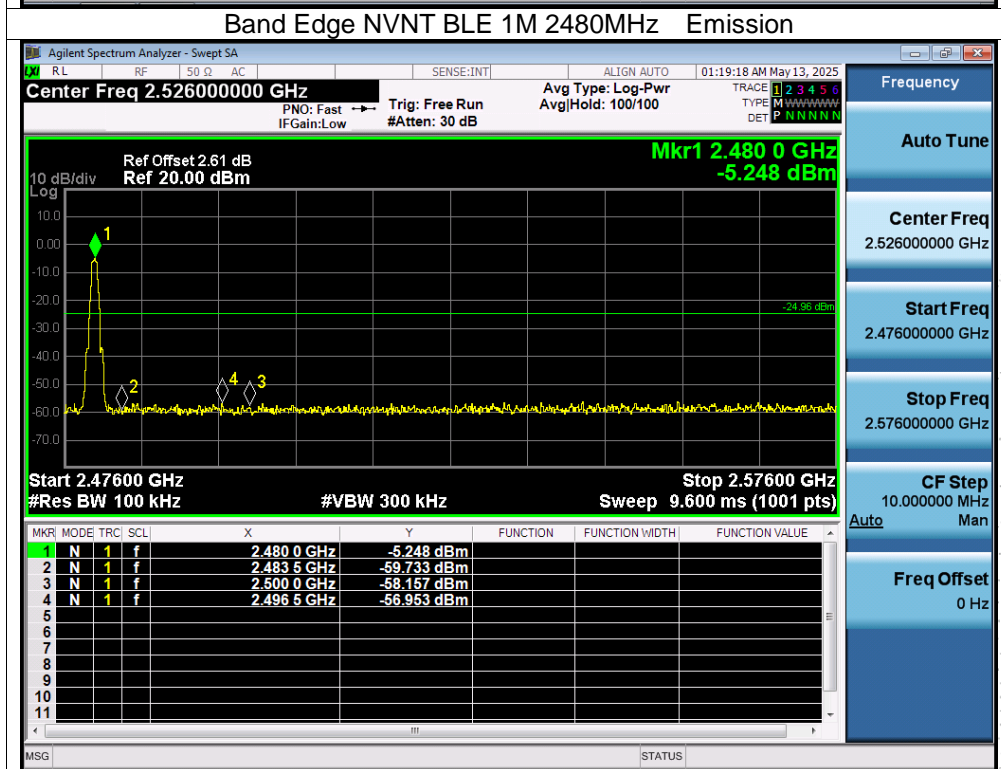 Band Edge NVNT BLE 1M 2480MHz Emission
Agilent Spectrum Analyzer - Swept SA
LXI RL RF 50 Ω AC SENSE:INT ALIGN AUTO 01:19:18 AM May 13, 2025
Center Freq 2.526000000 GHz
PNO: Fast
IFGain:Low
Trig: Free Run
#Atten: 30 dB
Avg Type: Log-Pwr
Avg|Hold: 100/100
TRACE 1 2 3 4 5 6
TYPE M WWWWW
DET P N N N N N
Mkr1 2.480 0 GHz
-5.248 dBm
10 dB/div
Log
Ref Offset 2.61 dB
Ref 20.00 dBm
10.0
0.00
-10.0
-20.0
-30.0
-40.0
-50.0
-60.0
-70.0
1
2
4
3
-24.96 dBm
Start 2.47600 GHz Stop 2.57600 GHz
#Res BW 100 kHz #VBW 300 kHz Sweep 9.600 ms (1001 pts)
MKR MODE TRC SCL X Y FUNCTION FUNCTION WIDTH FUNCTION VALUE
1 N 1 f 2.480 0 GHz -5.248 dBm
2 N 1 f 2.483 5 GHz -59.733 dBm
3 N 1 f 2.500 0 GHz -58.157 dBm
4 N 1 f 2.496 5 GHz -56.953 dBm
5
6
7
8
9
10
11
MSG STATUS
Frequency
Auto Tune
Center Freq
2.526000000 GHz
Start Freq
2.476000000 GHz
Stop Freq
2.576000000 GHz
CF Step
10.000000 MHz
Auto Man
Freq Offset
0 Hz